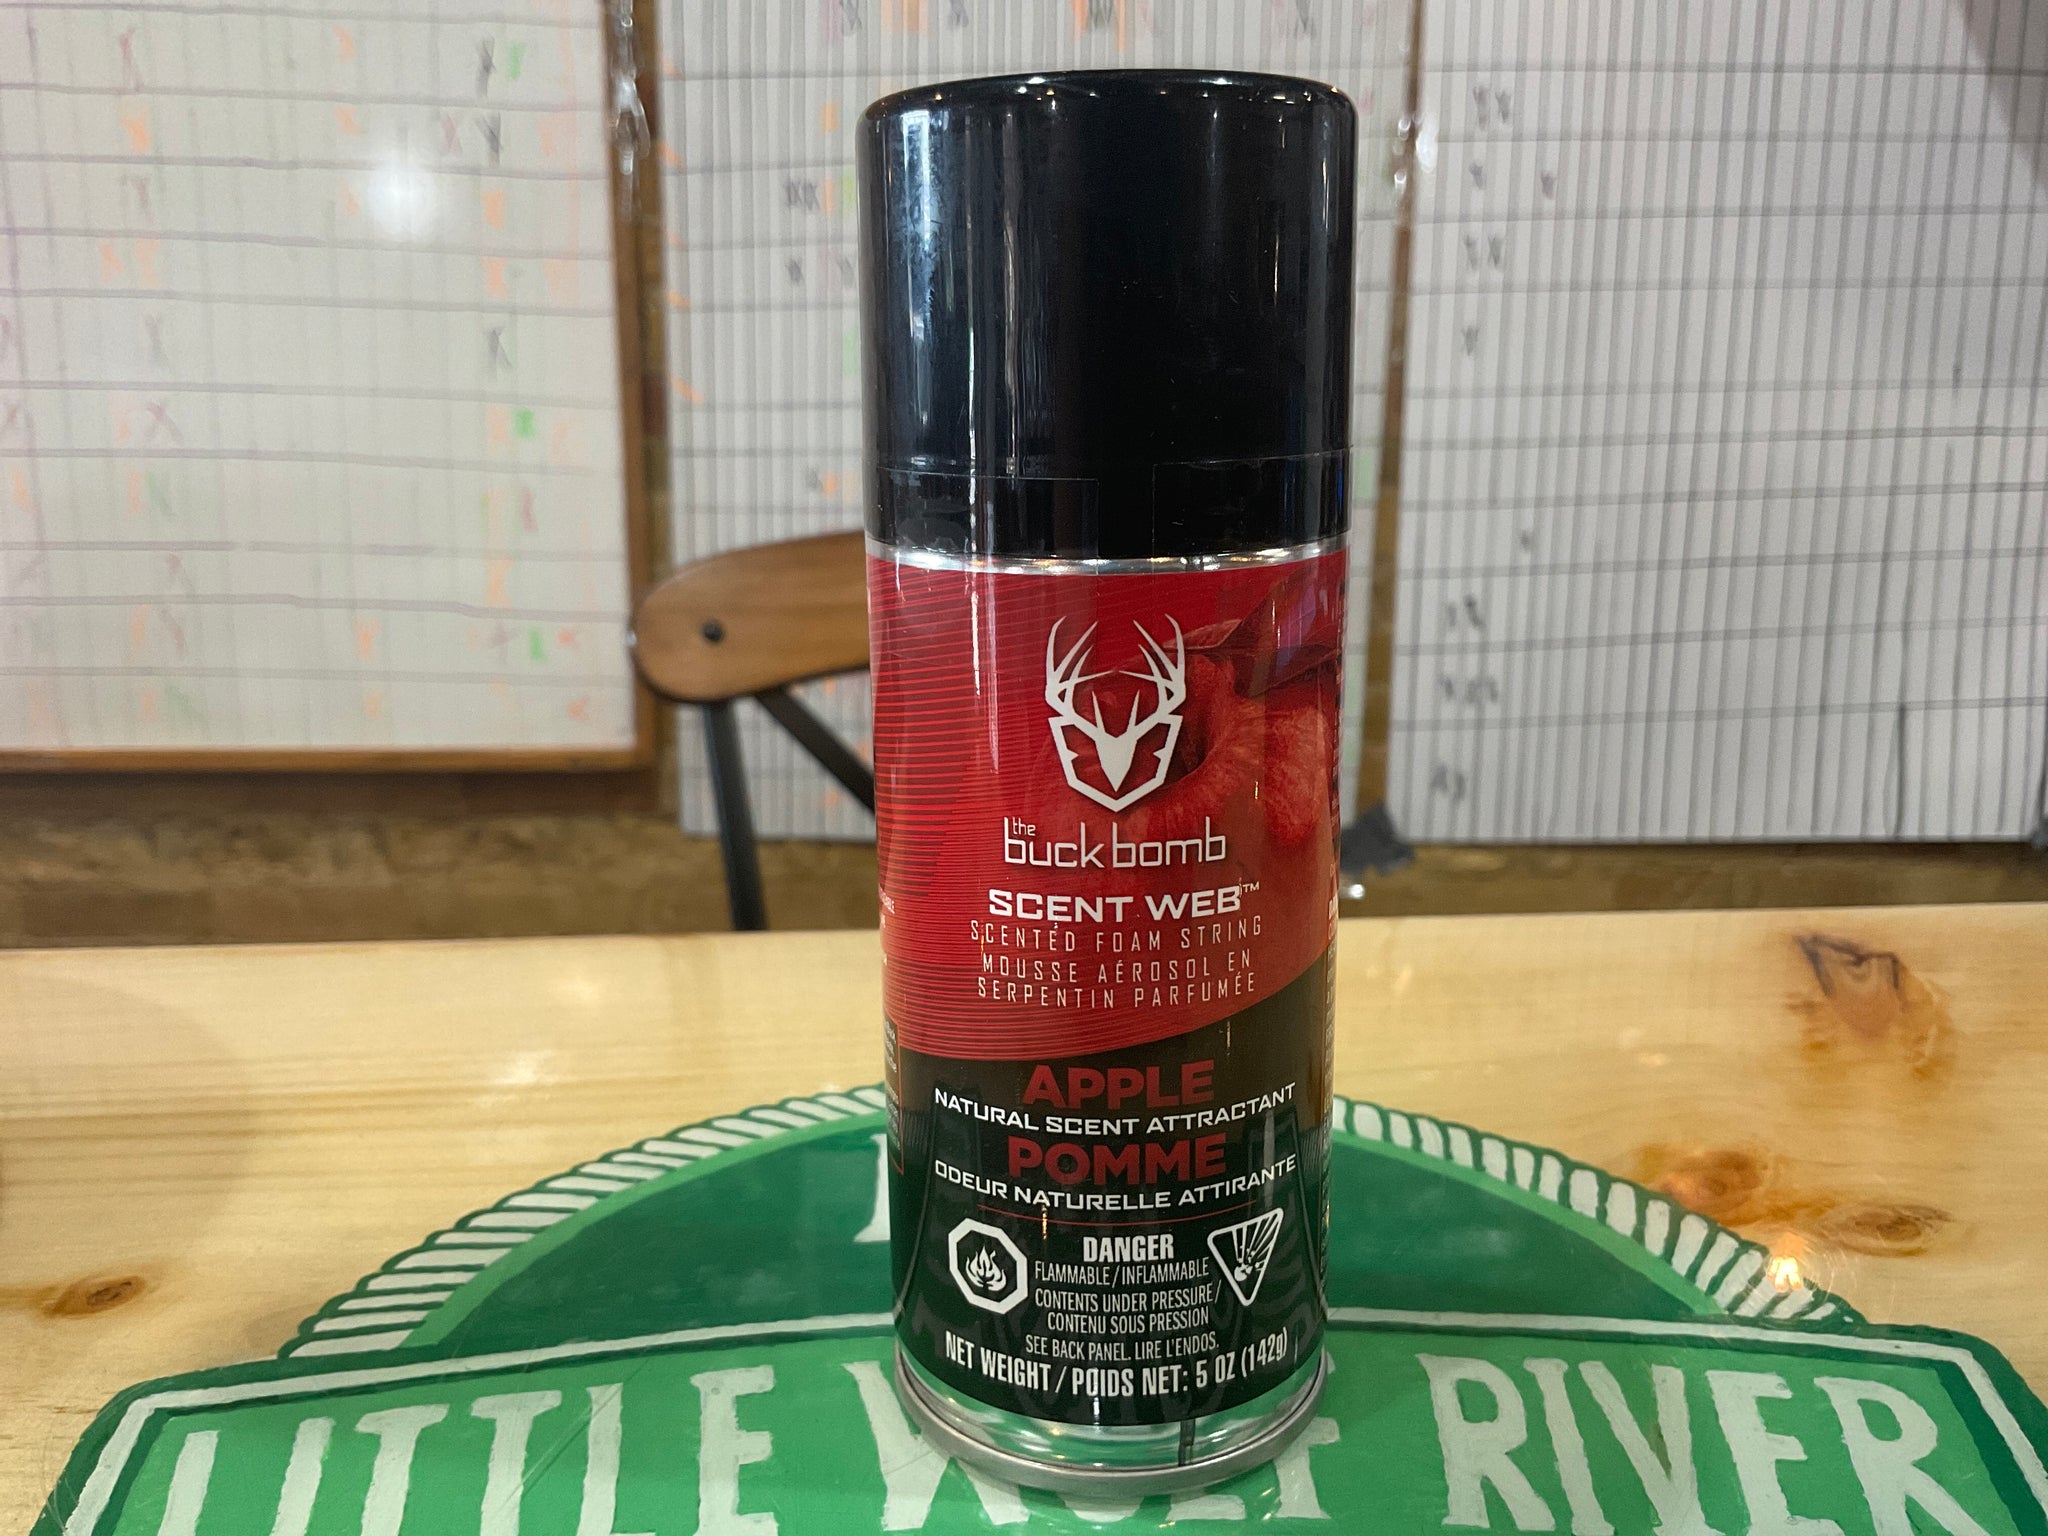 the
buck bomb
SCENT WEB™
SCENTED FOAM STRING
MOUSSE AÉROSOL EN
SERPENTIN PARFUMÉE
APPLE
NATURAL SCENT ATTRACTANT
POMME
ODEUR NATURELLE ATTIRANTE
DANGER
FLAMMABLE / INFLAMMABLE
CONTENTS UNDER PRESSURE /
CONTENU SOUS PRESSION
SEE BACK PANEL. LIRE L'ENDOS.
NET WEIGHT / POIDS NET: 5 OZ (142g)
LITTLE WOLF RIVER